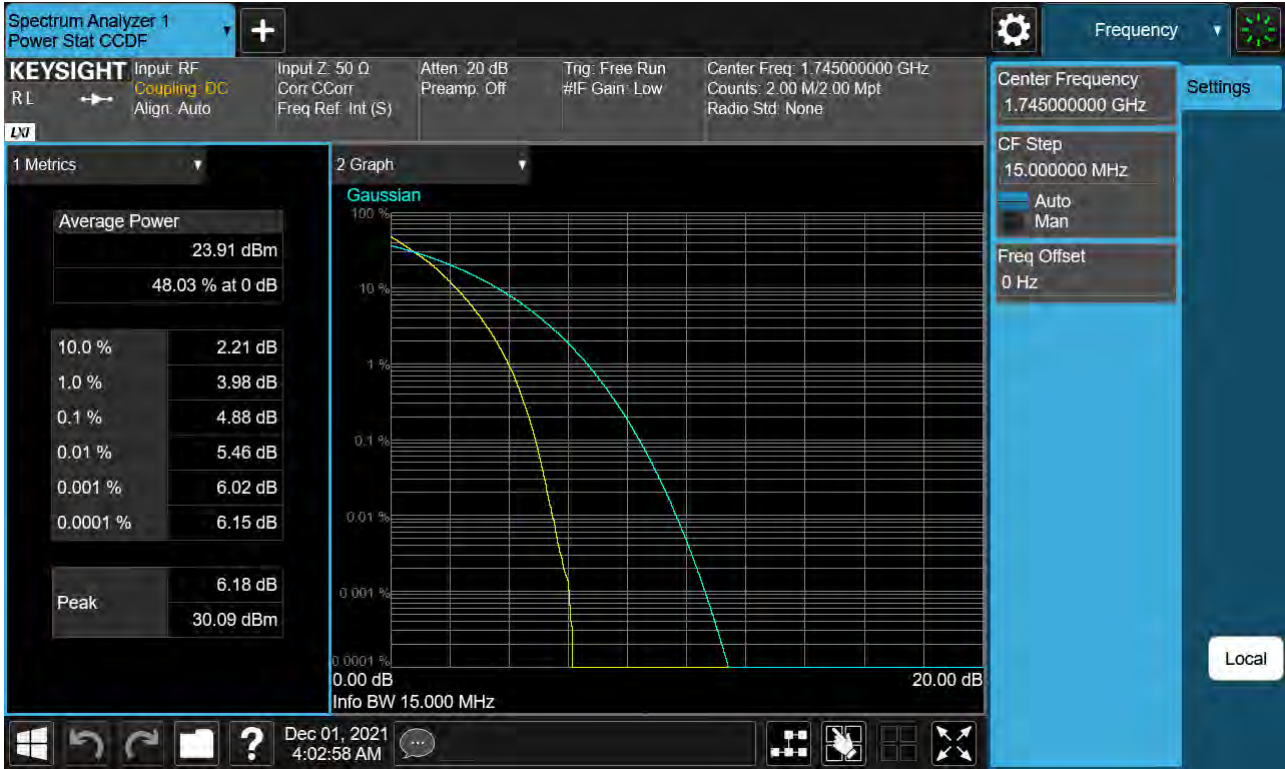 Spectrum Analyzer 1
Power Stat CCDF
+
Frequency
KEYSIGHT
RL
LXI
Input: RF
Coupling: DC
Align: Auto
Input Z: 50 Ω
Corr CCorr
Freq Ref: Int (S)
Atten: 20 dB
Preamp: Off
Trig: Free Run
#IF Gain: Low
Center Freq: 1.745000000 GHz
Counts: 2.00 M/2.00 Mpt
Radio Std: None
Center Frequency
1.745000000 GHz
Settings
CF Step
15.000000 MHz
Auto
Man
Freq Offset
0 Hz
Local
1 Metrics
Average Power
23.91 dBm
48.03 % at 0 dB
10.0 % 2.21 dB
1.0 % 3.98 dB
0.1 % 4.88 dB
0.01 % 5.46 dB
0.001 % 6.02 dB
0.0001 % 6.15 dB
Peak
6.18 dB
30.09 dBm
2 Graph
Gaussian
100 %
10 %
1 %
0.1 %
0.01 %
0.001 %
0.0001 %
0.00 dB 20.00 dB
Info BW 15.000 MHz
?
Dec 01, 2021
4:02:58 AM